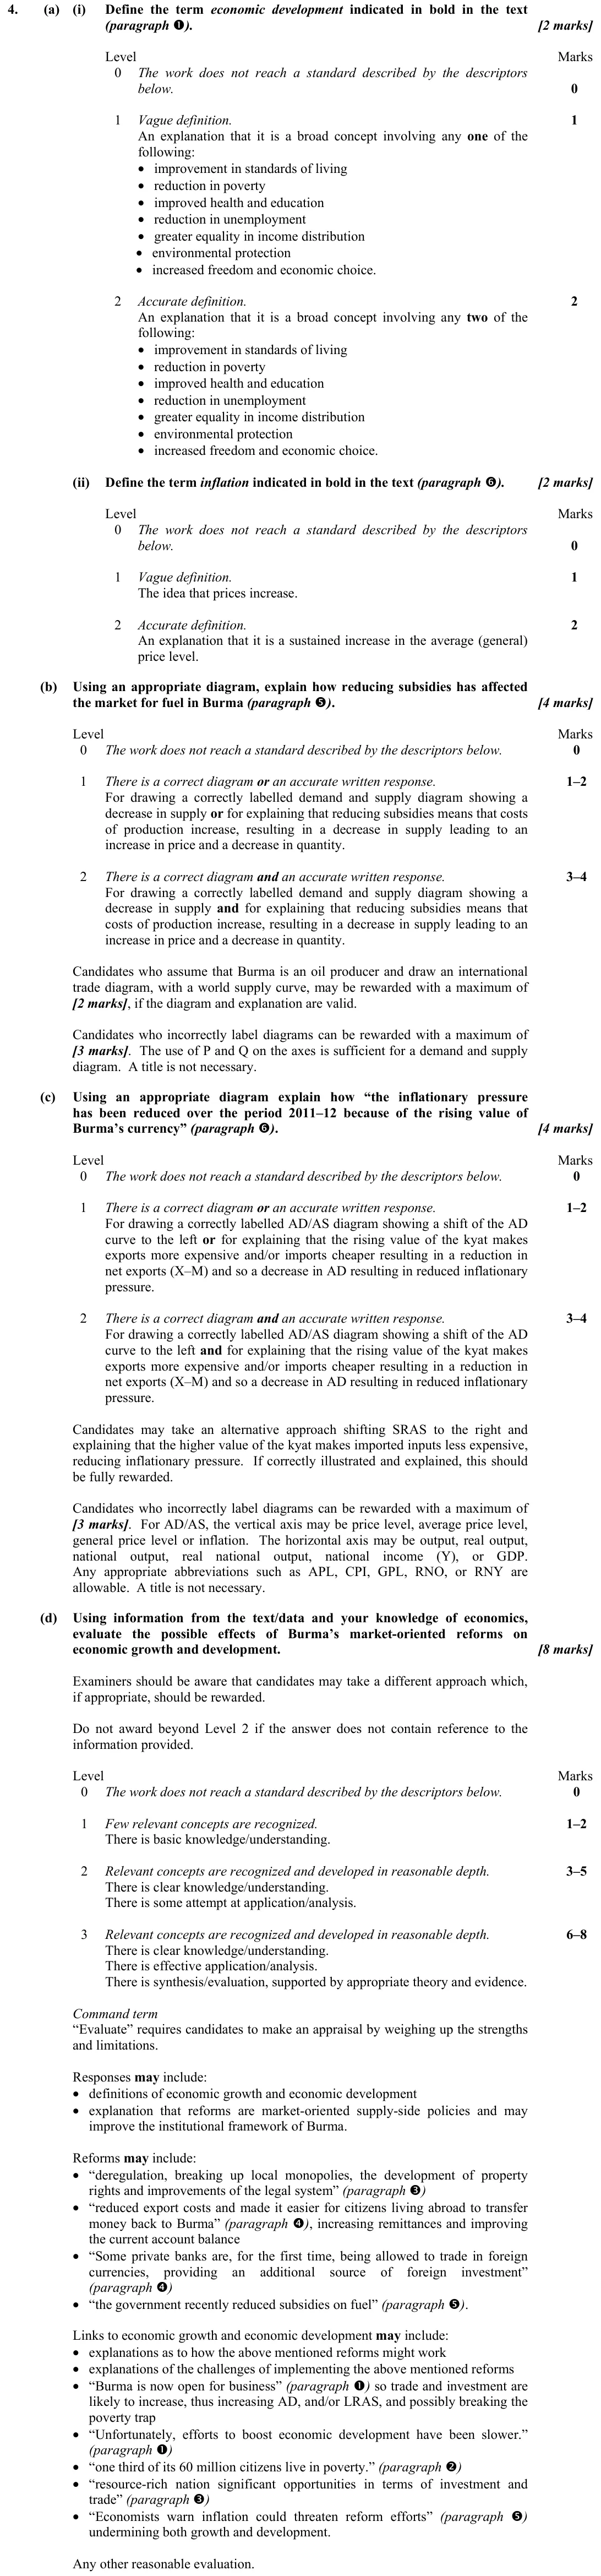 4. (a) (i) Define the term economic development indicated in bold in the text
(paragraph ❶). [2 marks]
Level Marks
0 The work does not reach a standard described by the descriptors
below. 0
1 Vague definition. 1
An explanation that it is a broad concept involving any one of the
following:
• improvement in standards of living
• reduction in poverty
• improved health and education
• reduction in unemployment
• greater equality in income distribution
• environmental protection
• increased freedom and economic choice.
2 Accurate definition. 2
An explanation that it is a broad concept involving any two of the
following:
• improvement in standards of living
• reduction in poverty
• improved health and education
• reduction in unemployment
• greater equality in income distribution
• environmental protection
• increased freedom and economic choice.
(ii) Define the term inflation indicated in bold in the text (paragraph ❻). [2 marks]
Level Marks
0 The work does not reach a standard described by the descriptors
below. 0
1 Vague definition. 1
The idea that prices increase.
2 Accurate definition. 2
An explanation that it is a sustained increase in the average (general)
price level.
(b) Using an appropriate diagram, explain how reducing subsidies has affected
the market for fuel in Burma (paragraph ❺). [4 marks]
Level Marks
0 The work does not reach a standard described by the descriptors below. 0
1 There is a correct diagram or an accurate written response. 1–2
For drawing a correctly labelled demand and supply diagram showing a
decrease in supply or for explaining that reducing subsidies means that costs
of production increase, resulting in a decrease in supply leading to an
increase in price and a decrease in quantity.
2 There is a correct diagram and an accurate written response. 3–4
For drawing a correctly labelled demand and supply diagram showing a
decrease in supply and for explaining that reducing subsidies means that
costs of production increase, resulting in a decrease in supply leading to an
increase in price and a decrease in quantity.
Candidates who assume that Burma is an oil producer and draw an international
trade diagram, with a world supply curve, may be rewarded with a maximum of
[2 marks], if the diagram and explanation are valid.
Candidates who incorrectly label diagrams can be rewarded with a maximum of
[3 marks]. The use of P and Q on the axes is sufficient for a demand and supply
diagram. A title is not necessary.
(c) Using an appropriate diagram explain how “the inflationary pressure
has been reduced over the period 2011–12 because of the rising value of
Burma’s currency” (paragraph ❻). [4 marks]
Level Marks
0 The work does not reach a standard described by the descriptors below. 0
1 There is a correct diagram or an accurate written response. 1–2
For drawing a correctly labelled AD/AS diagram showing a shift of the AD
curve to the left or for explaining that the rising value of the kyat makes
exports more expensive and/or imports cheaper resulting in a reduction in
net exports (X–M) and so a decrease in AD resulting in reduced inflationary
pressure.
2 There is a correct diagram and an accurate written response. 3–4
For drawing a correctly labelled AD/AS diagram showing a shift of the AD
curve to the left and for explaining that the rising value of the kyat makes
exports more expensive and/or imports cheaper resulting in a reduction in
net exports (X–M) and so a decrease in AD resulting in reduced inflationary
pressure.
Candidates may take an alternative approach shifting SRAS to the right and
explaining that the higher value of the kyat makes imported inputs less expensive,
reducing inflationary pressure. If correctly illustrated and explained, this should
be fully rewarded.
Candidates who incorrectly label diagrams can be rewarded with a maximum of
[3 marks]. For AD/AS, the vertical axis may be price level, average price level,
general price level or inflation. The horizontal axis may be output, real output,
national output, real national output, national income (Y), or GDP.
Any appropriate abbreviations such as APL, CPI, GPL, RNO, or RNY are
allowable. A title is not necessary.
(d) Using information from the text/data and your knowledge of economics,
evaluate the possible effects of Burma’s market-oriented reforms on
economic growth and development. [8 marks]
Examiners should be aware that candidates may take a different approach which,
if appropriate, should be rewarded.
Do not award beyond Level 2 if the answer does not contain reference to the
information provided.
Level Marks
0 The work does not reach a standard described by the descriptors below. 0
1 Few relevant concepts are recognized. 1–2
There is basic knowledge/understanding.
2 Relevant concepts are recognized and developed in reasonable depth. 3–5
There is clear knowledge/understanding.
There is some attempt at application/analysis.
3 Relevant concepts are recognized and developed in reasonable depth. 6–8
There is clear knowledge/understanding.
There is effective application/analysis.
There is synthesis/evaluation, supported by appropriate theory and evidence.
Command term
“Evaluate” requires candidates to make an appraisal by weighing up the strengths
and limitations.
Responses may include:
• definitions of economic growth and economic development
• explanation that reforms are market-oriented supply-side policies and may
improve the institutional framework of Burma.
Reforms may include:
• “deregulation, breaking up local monopolies, the development of property
rights and improvements of the legal system” (paragraph ❸)
• “reduced export costs and made it easier for citizens living abroad to transfer
money back to Burma” (paragraph ❹), increasing remittances and improving
the current account balance
• “Some private banks are, for the first time, being allowed to trade in foreign
currencies, providing an additional source of foreign investment”
(paragraph ❹)
• “the government recently reduced subsidies on fuel” (paragraph ❺).
Links to economic growth and economic development may include:
• explanations as to how the above mentioned reforms might work
• explanations of the challenges of implementing the above mentioned reforms
• “Burma is now open for business” (paragraph ❶) so trade and investment are
likely to increase, thus increasing AD, and/or LRAS, and possibly breaking the
poverty trap
• “Unfortunately, efforts to boost economic development have been slower.”
(paragraph ❶)
• “one third of its 60 million citizens live in poverty.” (paragraph ❷)
• “resource-rich nation significant opportunities in terms of investment and
trade” (paragraph ❸)
• “Economists warn inflation could threaten reform efforts” (paragraph ❺)
undermining both growth and development.
Any other reasonable evaluation.